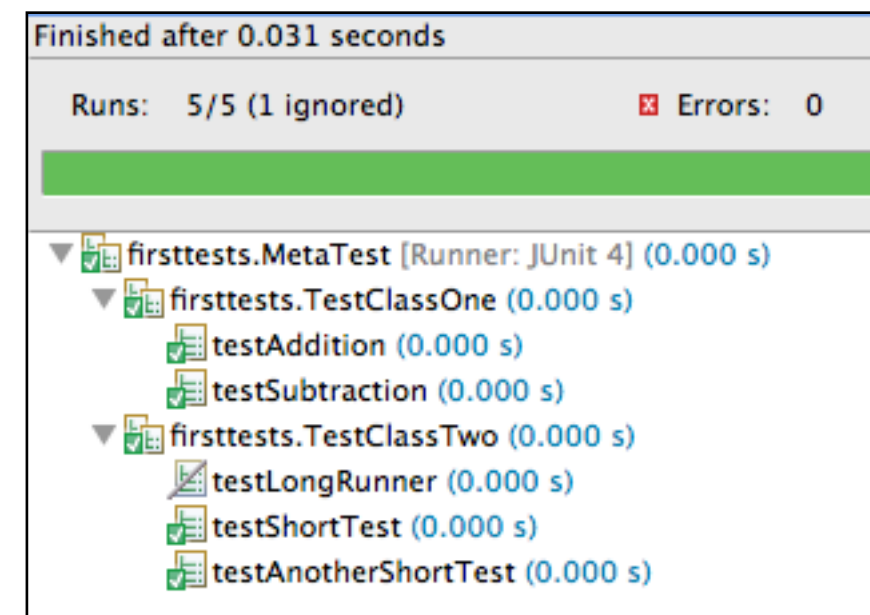 Finished after 0.031 seconds
Runs: 5/5 (1 ignored) Errors: 0
firsttests.MetaTest [Runner: JUnit 4] (0.000 s)
firsttests.TestClassOne (0.000 s)
testAddition (0.000 s)
testSubtraction (0.000 s)
firsttests.TestClassTwo (0.000 s)
testLongRunner (0.000 s)
testShortTest (0.000 s)
testAnotherShortTest (0.000 s)